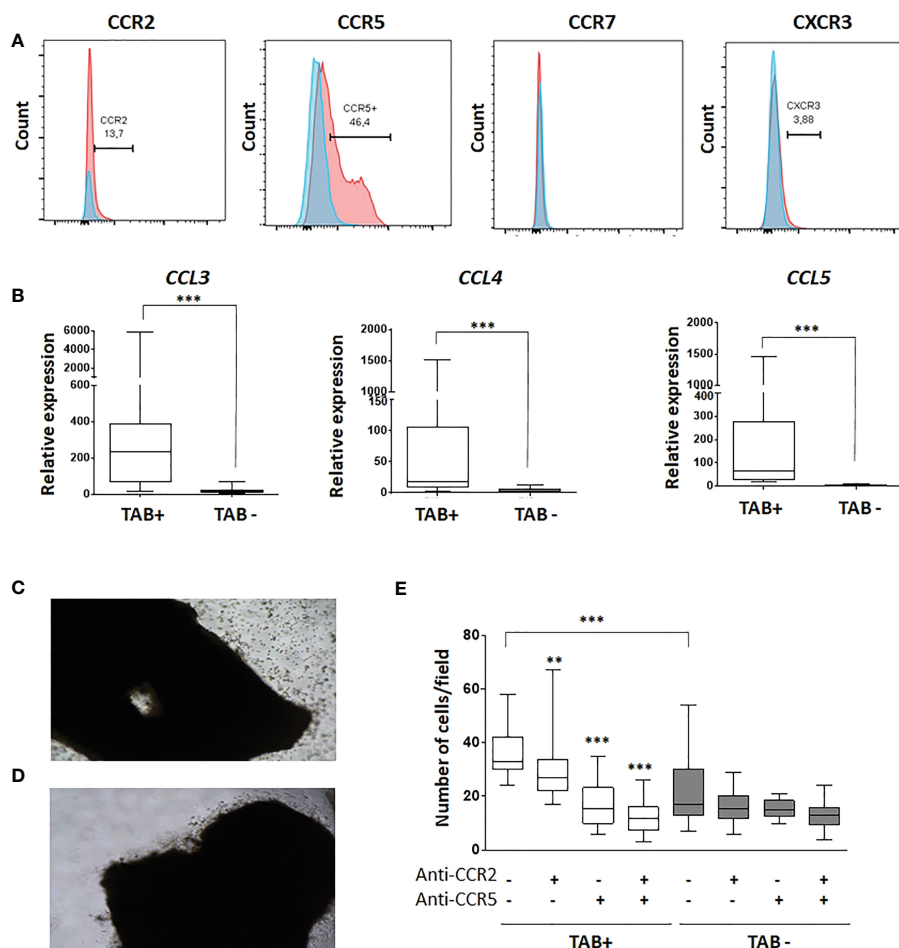 A
CCR2 CCR5 CCR7 CXCR3
Count Count Count Count
CCR2
13,7
CCR5+
46,4
CXCR3
3,88
B
CCL3 CCL4 CCL5
*** *** ***
Relative expression
6000
4000
2000
600
400
200
0
TAB+ TAB -
Relative expression
2000
1500
1000
150
100
50
0
TAB+ TAB -
Relative expression
2000
1500
1000
400
300
200
100
0
TAB+ TAB -
C
D
E
Number of cells/field
80
60
40
20
0
***
** *** ***
Anti-CCR2 - + - + - + - +
Anti-CCR5 - - + + - - + +
TAB+ TAB -